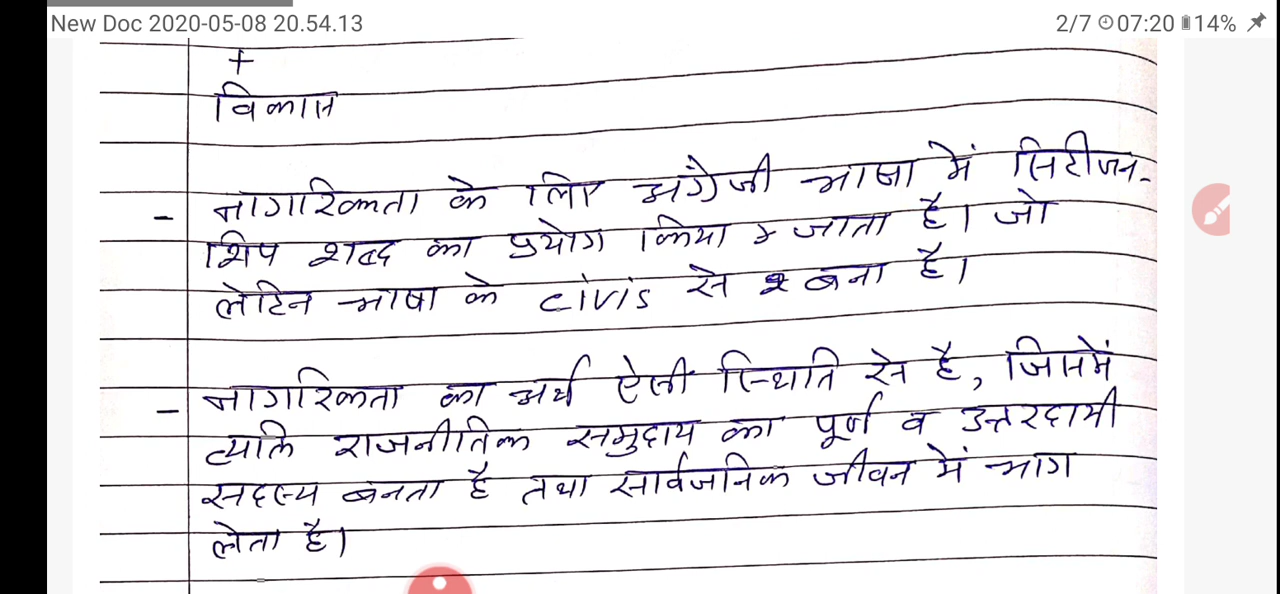 New Doc 2020-05-08 20.54.13 2/7 07:20 14%
+
विकास
- नागरिकता के लिए अंग्रेजी भाषा में सिटीजन-
शिप शब्द का प्रयोग किया जाता है। जो
लेटिन भाषा के civis से बना है।
- नागरिकता का अर्थ ऐसी स्थिति से है, जिसमें
व्यक्ति राजनीतिक समुदाय का पूर्ण व उत्तरदायी
सदस्य बनता है तथा सार्वजनिक जीवन में भाग
लेता है।